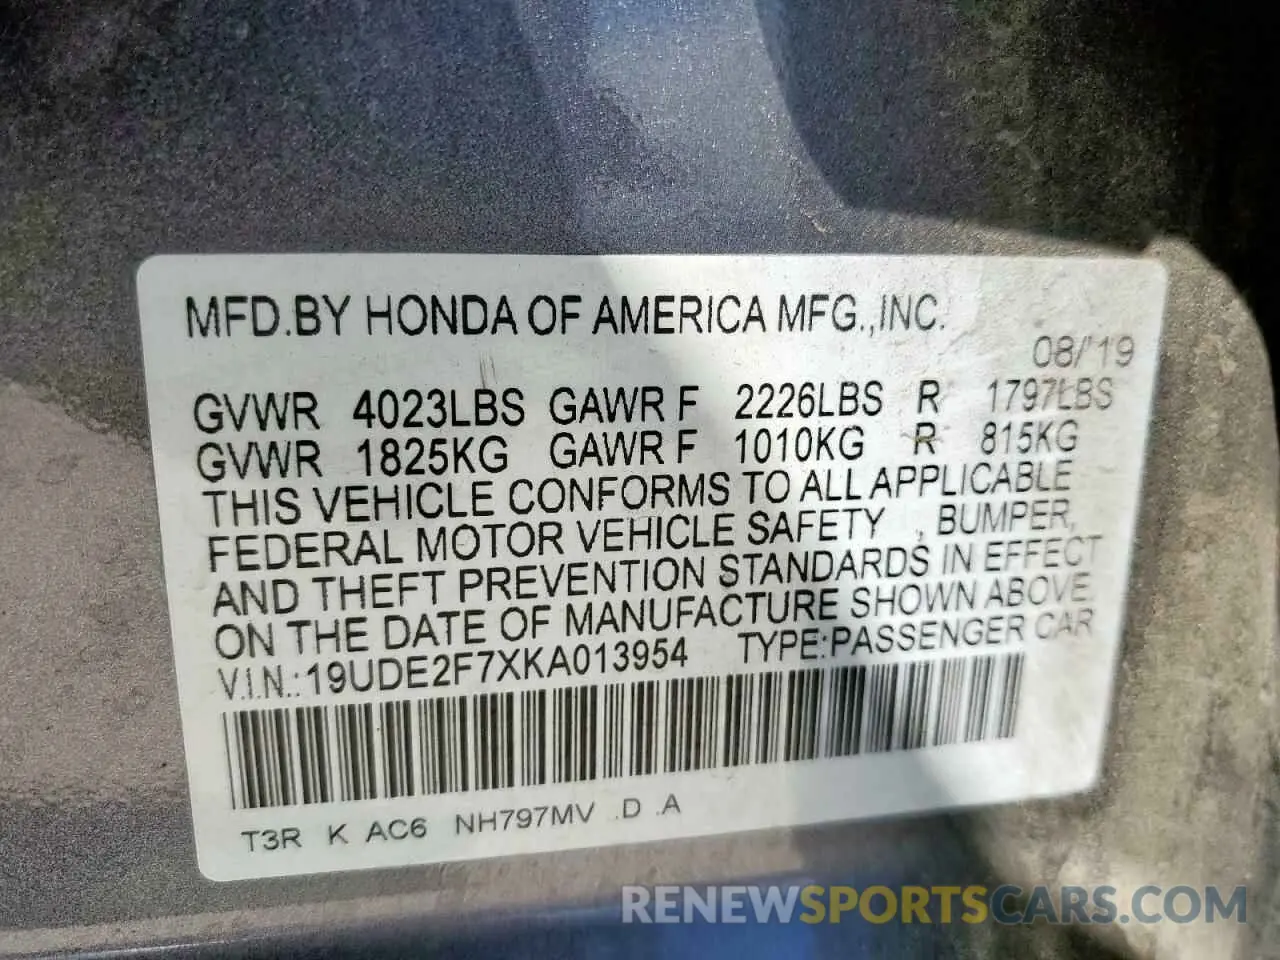 MFD.BY HONDA OF AMERICA MFG.,INC.
08/'19
GVWR 4023LBS GAWR F 2226LBS R 1797LBS
GVWR 1825KG GAWR F 1010KG R 815KG
THIS VEHICLE CONFORMS TO ALL APPLICABLE
FEDERAL MOTOR VEHICLE SAFETY , BUMPER,
AND THEFT PREVENTION STANDARDS IN EFFECT
ON THE DATE OF MANUFACTURE SHOWN ABOVE
V.I.N.:19UDE2F7XKA013954 TYPE:PASSENGER CAR
T3R K AC6 NH797MV .D .A
RENEWSPORTSCARS.COM